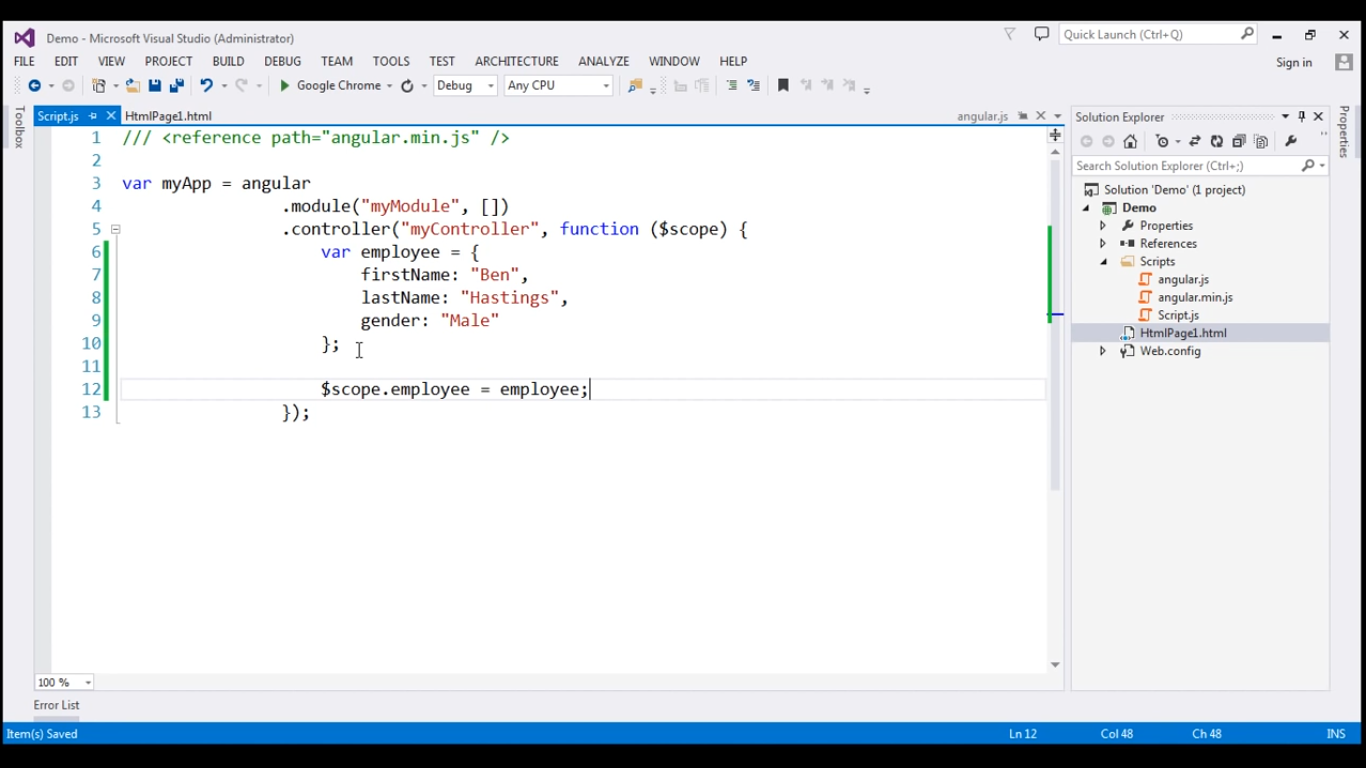 Demo - Microsoft Visual Studio (Administrator)
Quick Launch (Ctrl+Q)
FILE EDIT VIEW PROJECT BUILD DEBUG TEAM TOOLS TEST ARCHITECTURE ANALYZE WINDOW HELP
Sign in
Google Chrome Debug Any CPU
Toolbox
Script.js HtmlPage1.html angular.js
1 /// <reference path="angular.min.js" />
2
3 var myApp = angular
4 .module("myModule", [])
5 .controller("myController", function ($scope) {
6 var employee = {
7 firstName: "Ben",
8 lastName: "Hastings",
9 gender: "Male"
10 };
11
12 $scope.employee = employee;
13 });
100 %
Error List
Solution Explorer
Search Solution Explorer (Ctrl+;)
Solution 'Demo' (1 project)
Demo
Properties
References
Scripts
angular.js
angular.min.js
Script.js
HtmlPage1.html
Web.config
Properties
Item(s) Saved Ln 12 Col 48 Ch 48 INS